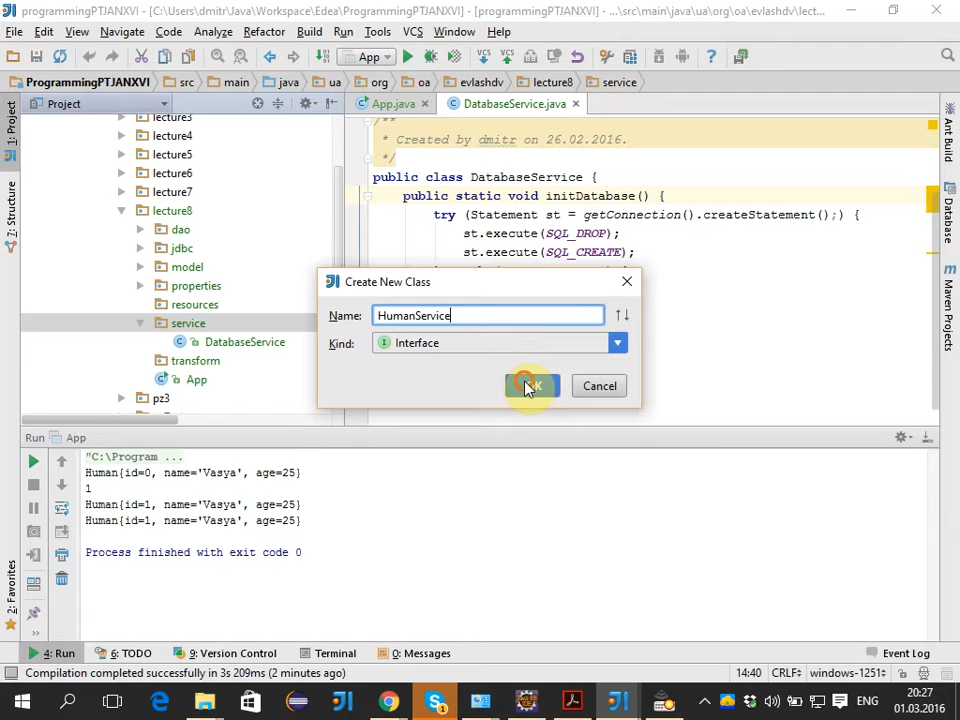 programmingPTJANXVI - [C:\Users\dmitr\Java\Workspace\Edea\ProgrammingPTJANXVI] - [programmingPTJANXVI] - ...\src\main\java\ua\org\oa\evlashdv\lect...
File Edit View Navigate Code Analyze Refactor Build Run Tools VCS Window Help
App
ProgrammingPTJANXVI src main java ua org oa evlashdv lecture8 service
1: Project
Project
App.java
DatabaseService.java
lecture3
lecture4
lecture5
lecture6
lecture7
lecture8
dao
jdbc
model
properties
resources
service
DatabaseService
transform
App
pz3
7: Structure
2: Favorites
/**
* Created by dmitr on 26.02.2016.
*/
public class DatabaseService {
public static void initDatabase() {
try (Statement st = getConnection().createStatement();) {
st.execute(SQL_DROP);
st.execute(SQL_CREATE);
Ant Build
Database
Maven Projects
Create New Class
Name: HumanService
Kind: Interface
OK Cancel
Run App
"C:\Program ...
Human{id=0, name='Vasya', age=25}
1
Human{id=1, name='Vasya', age=25}
Human{id=1, name='Vasya', age=25}
Process finished with exit code 0
4: Run 6: TODO 9: Version Control Terminal 0: Messages Event Log
Compilation completed successfully in 3s 209ms (2 minutes ago) 14:40 CRLF windows-1251
ENG
20:27
01.03.2016